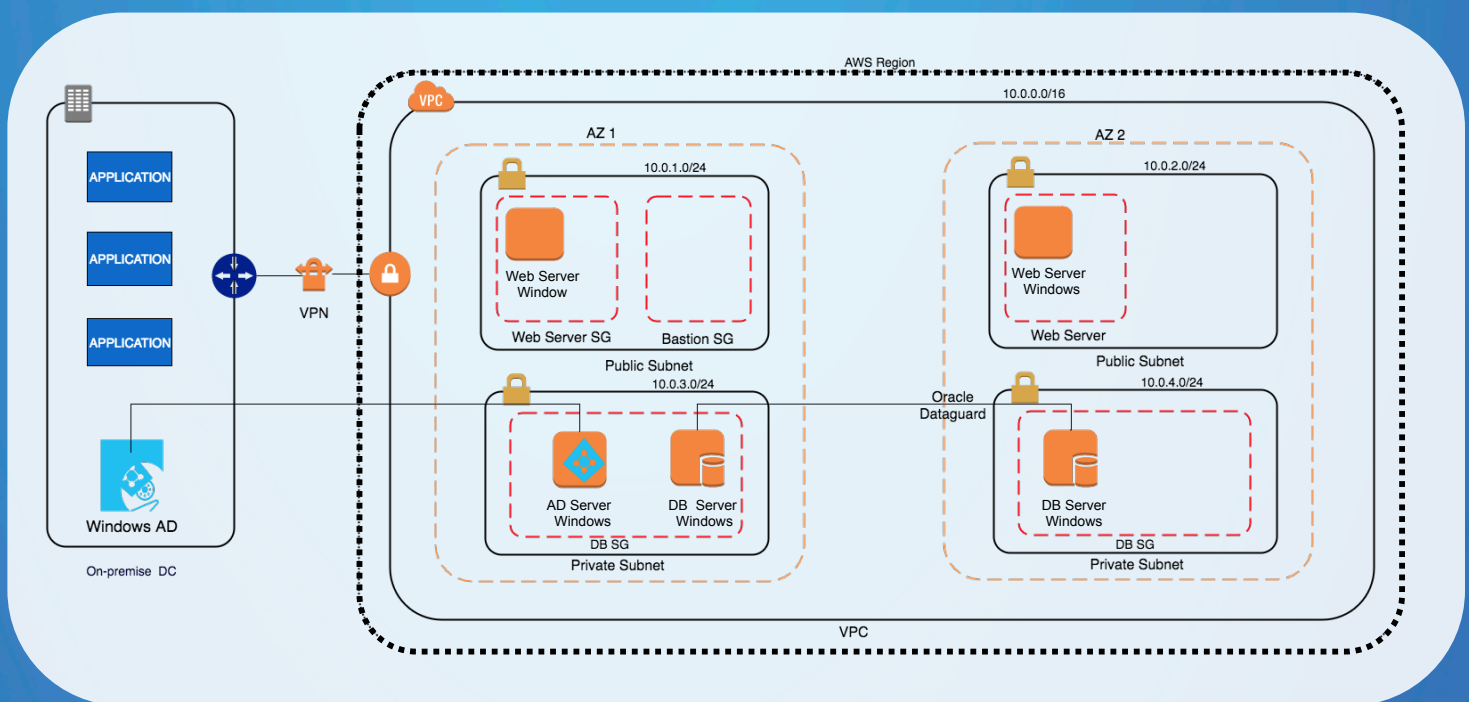 AWS Region
VPC
10.0.0.0/16
AZ 1
AZ 2
10.0.1.0/24
10.0.2.0/24
APPLICATION
APPLICATION
APPLICATION
VPN
Web Server
Window
Web Server SG
Bastion SG
Public Subnet
Web Server
Windows
Web Server
Public Subnet
10.0.3.0/24
10.0.4.0/24
Oracle
Dataguard
Windows AD
On-premise DC
AD Server
Windows
DB Server
Windows
DB SG
Private Subnet
DB Server
Windows
DB SG
Private Subnet
VPC